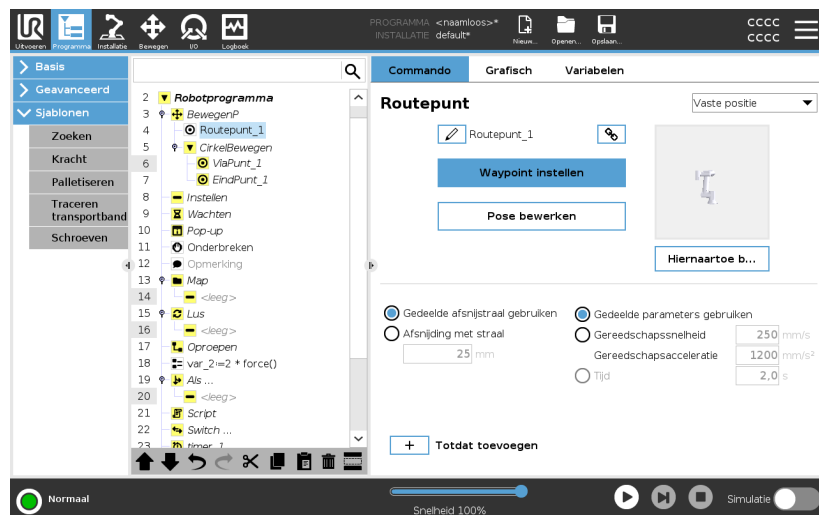 Uitvoeren
Programma
Installatie
Bewegen
I/O
Logboek
PROGRAMMA <naamloos>*
INSTALLATIE default*
Nieuw...
Openen...
Opslaan...
CCCC
CCCC
Basis
Geavanceerd
Sjablonen
Zoeken
Kracht
Palletiseren
Traceren
transportband
Schroeven
2 Robotprogramma
3 BewegenP
4 Routepunt_1
5 CirkelBewegen
6 ViaPunt_1
7 EindPunt_1
8 Instellen
9 Wachten
10 Pop-up
11 Onderbreken
12 Opmerking
13 Map
14 <leeg>
15 Lus
16 <leeg>
17 Oproepen
18 var_2:=2 * force()
19 Als ...
20 <leeg>
21 Script
22 Switch ...
23 timer_1
Commando Grafisch Variabelen
Routepunt
Vaste positie
Routepunt_1
Waypoint instellen
Pose bewerken
Hiernaartoe b...
Gedeelde afsnijstraal gebruiken
Afsnijding met straal
25 mm
Gedeelde parameters gebruiken
Gereedschapssnelheid 250 mm/s
Gereedschapsacceleratie 1200 mm/s²
Tijd 2,0 s
+ Totdat toevoegen
Normaal
Snelheid 100%
Simulatie